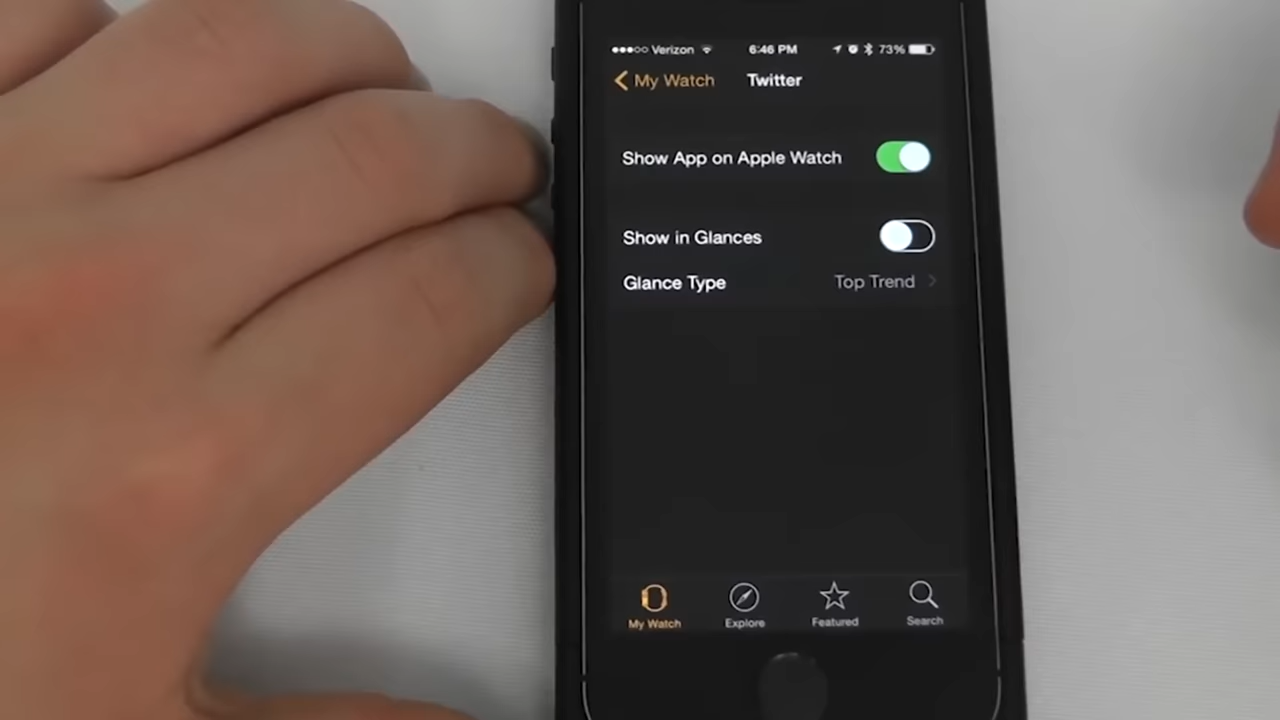 Verizon 6:46 PM 73%
My Watch Twitter
Show App on Apple Watch
Show in Glances
Glance Type Top Trend
My Watch Explore Featured Search